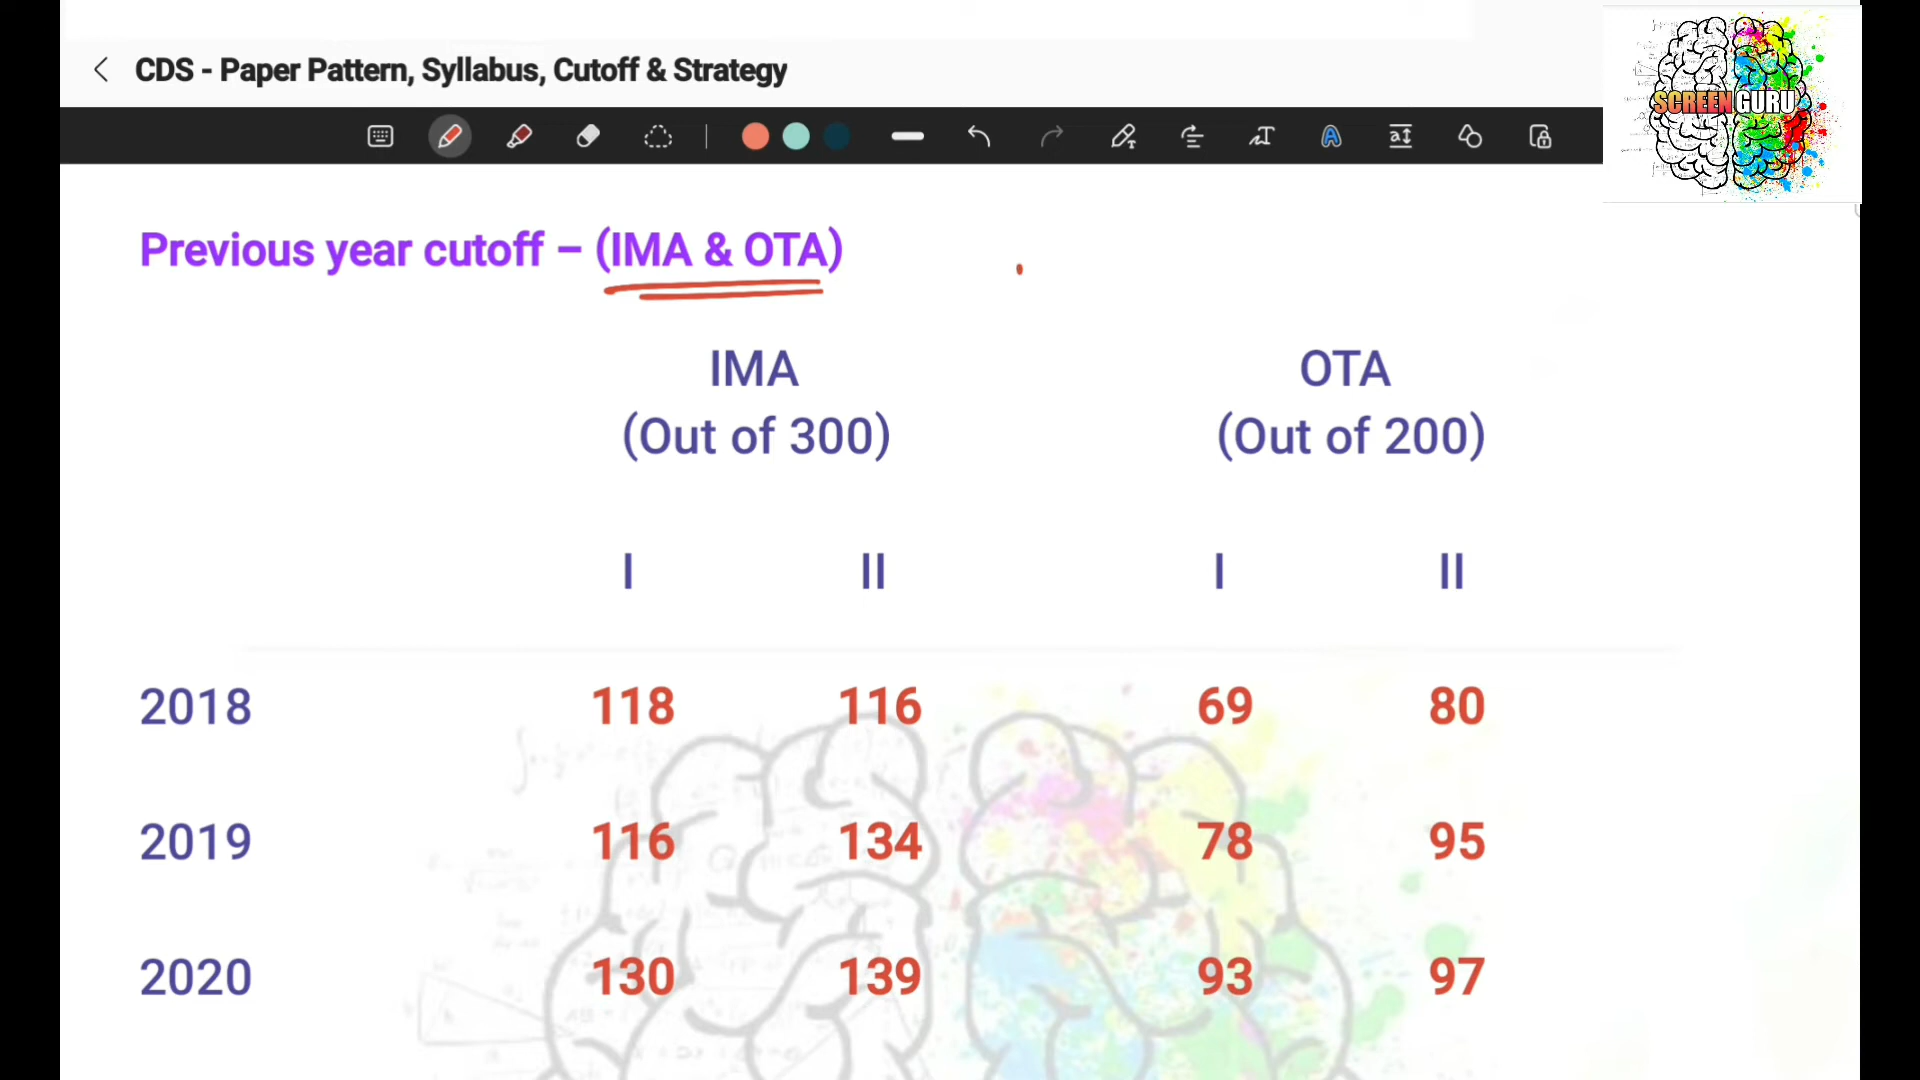 CDS - Paper Pattern, Syllabus, Cutoff & Strategy
SCREEN GURU
Previous year cutoff – (IMA & OTA)
IMA OTA
(Out of 300) (Out of 200)
I II I II
2018 118 116 69 80
2019 116 134 78 95
2020 130 139 93 97